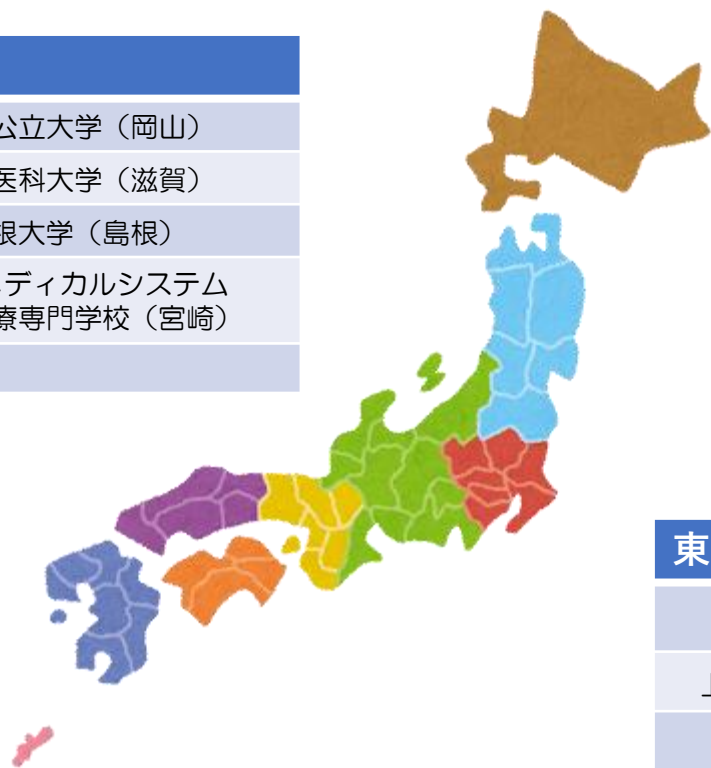 公立大学（岡山）
医科大学（滋賀）
根大学（島根）
ディカルシステム
療専門学校（宮崎）
東